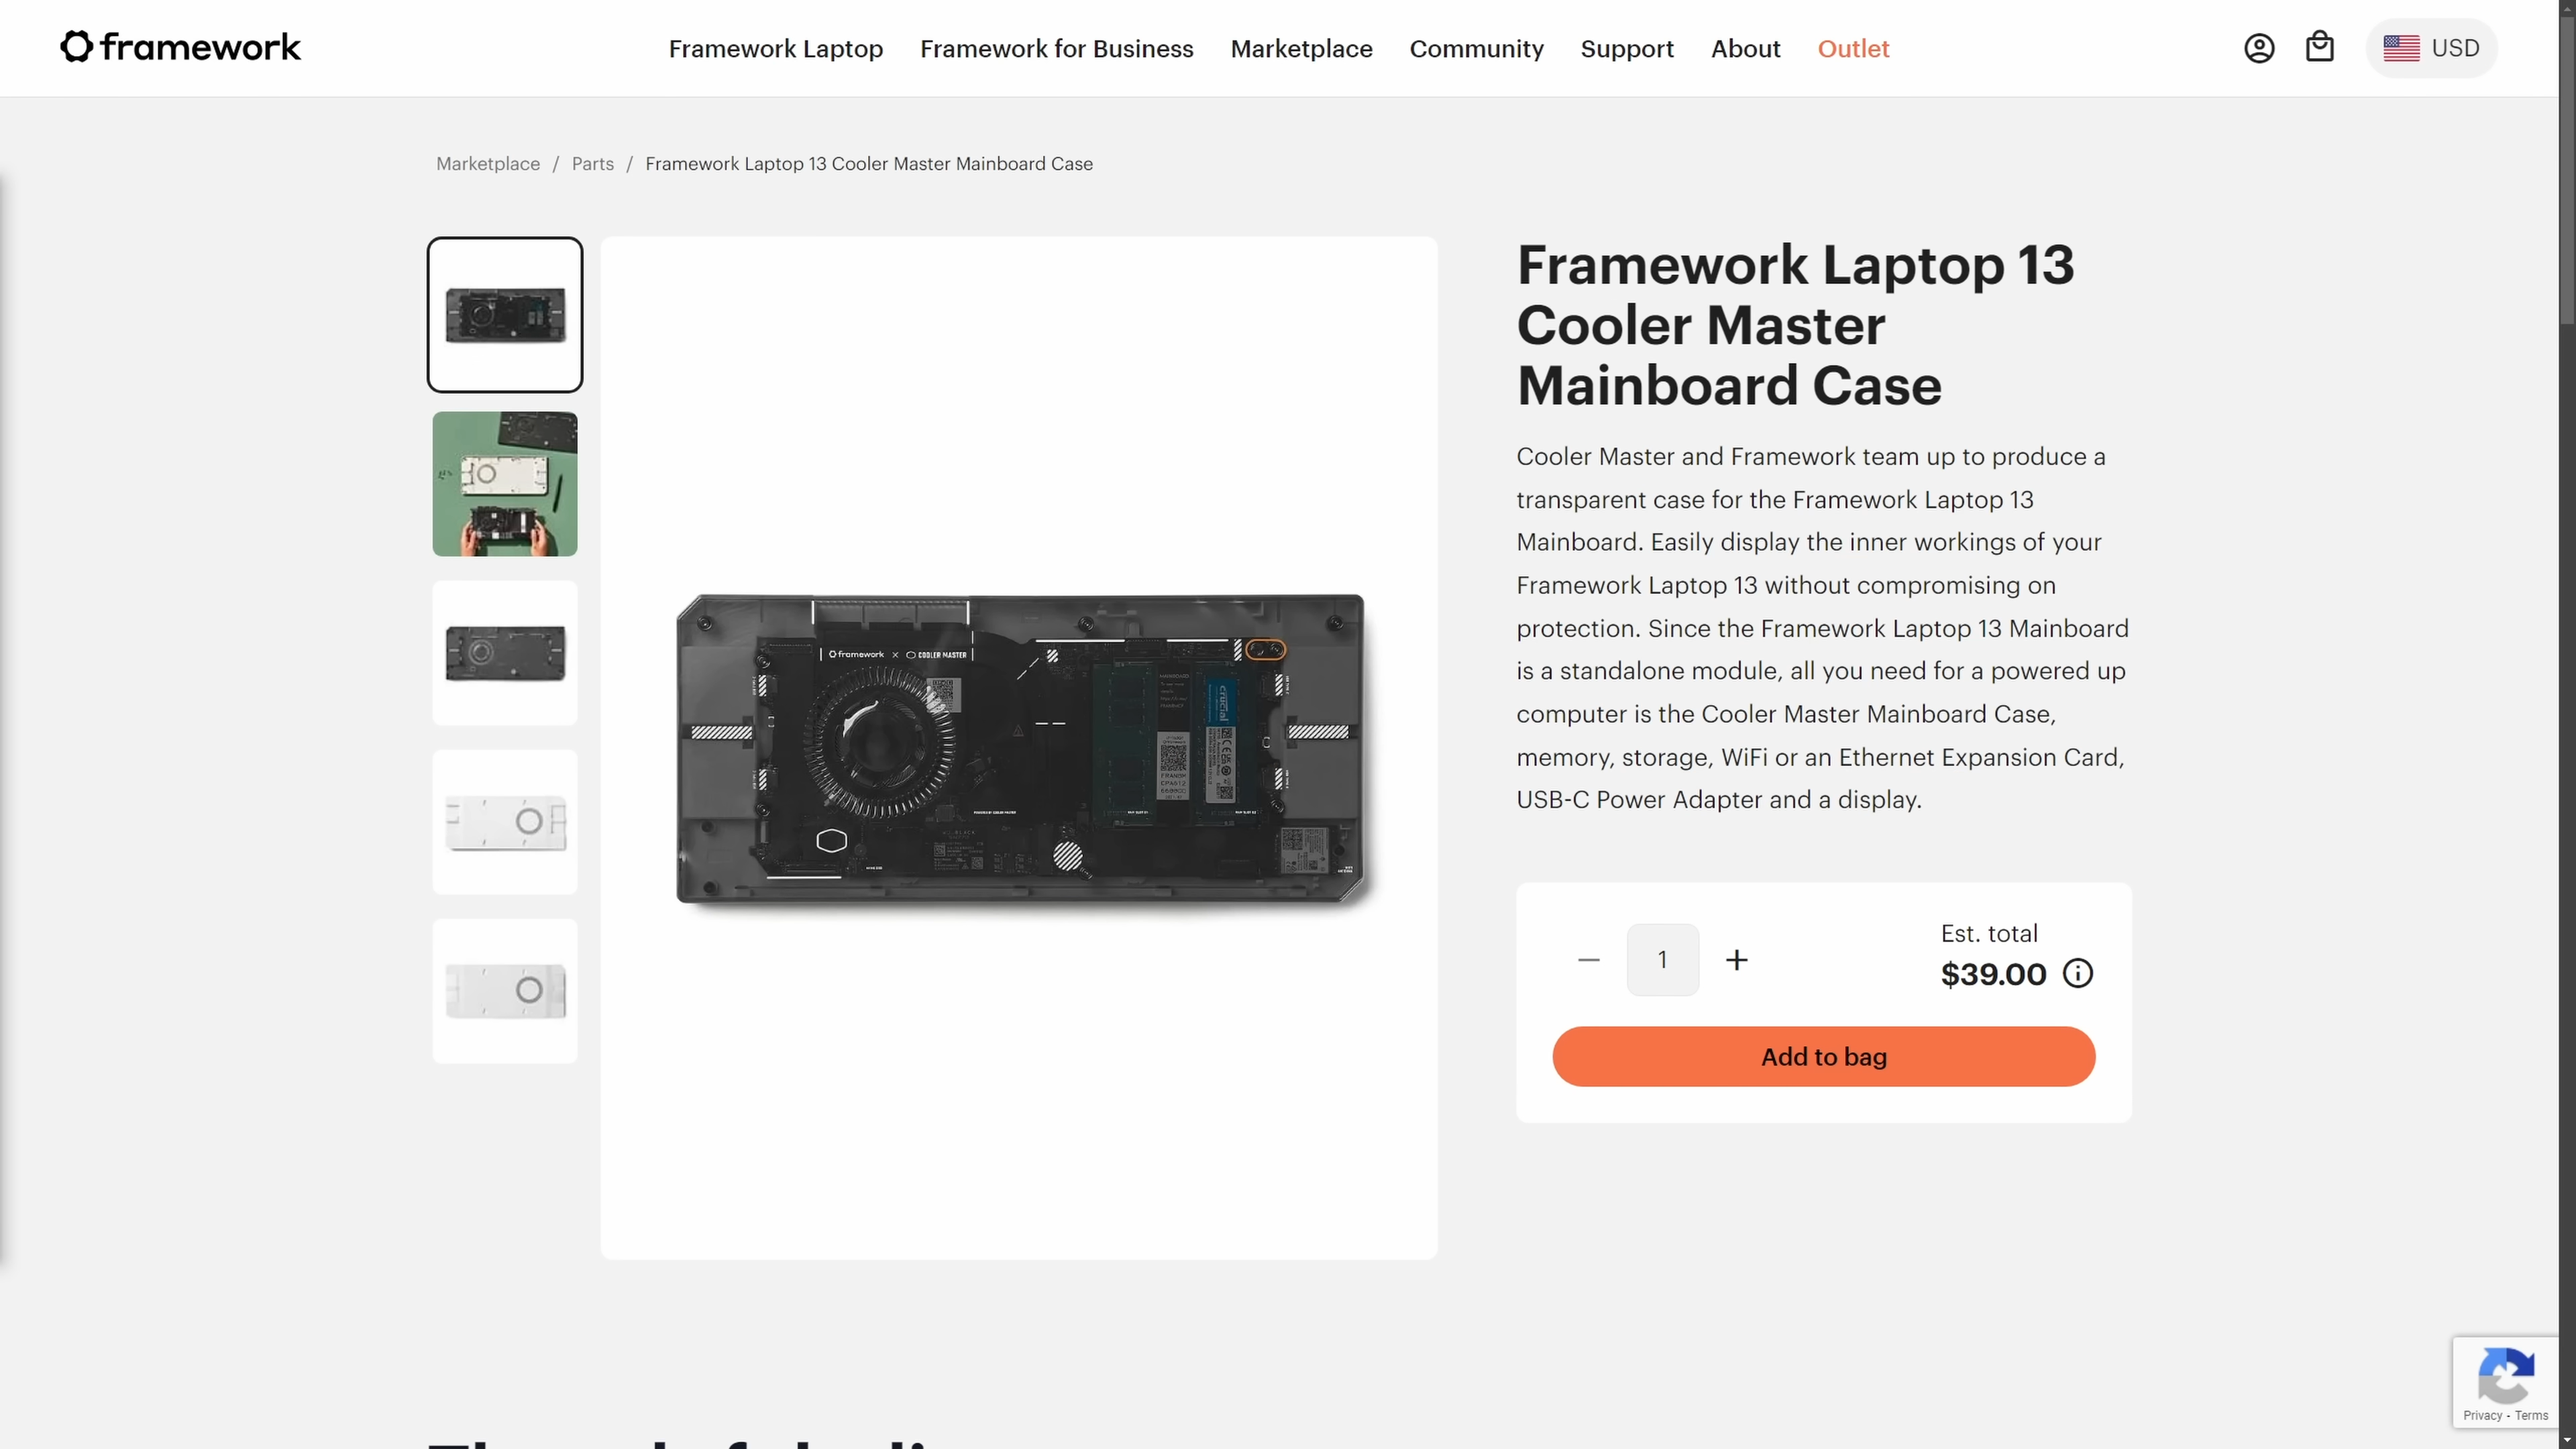 framework
Framework Laptop
Framework for Business
Marketplace
Community
Support
About
Outlet
USD
Marketplace / Parts / Framework Laptop 13 Cooler Master Mainboard Case
framework × COOLER MASTER
crucial
Framework Laptop 13
Cooler Master
Mainboard Case
Cooler Master and Framework team up to produce a
transparent case for the Framework Laptop 13
Mainboard. Easily display the inner workings of your
Framework Laptop 13 without compromising on
protection. Since the Framework Laptop 13 Mainboard
is a standalone module, all you need for a powered up
computer is the Cooler Master Mainboard Case,
memory, storage, WiFi or an Ethernet Expansion Card,
USB-C Power Adapter and a display.
1
Est. total
$39.00
Add to bag
Privacy - Terms